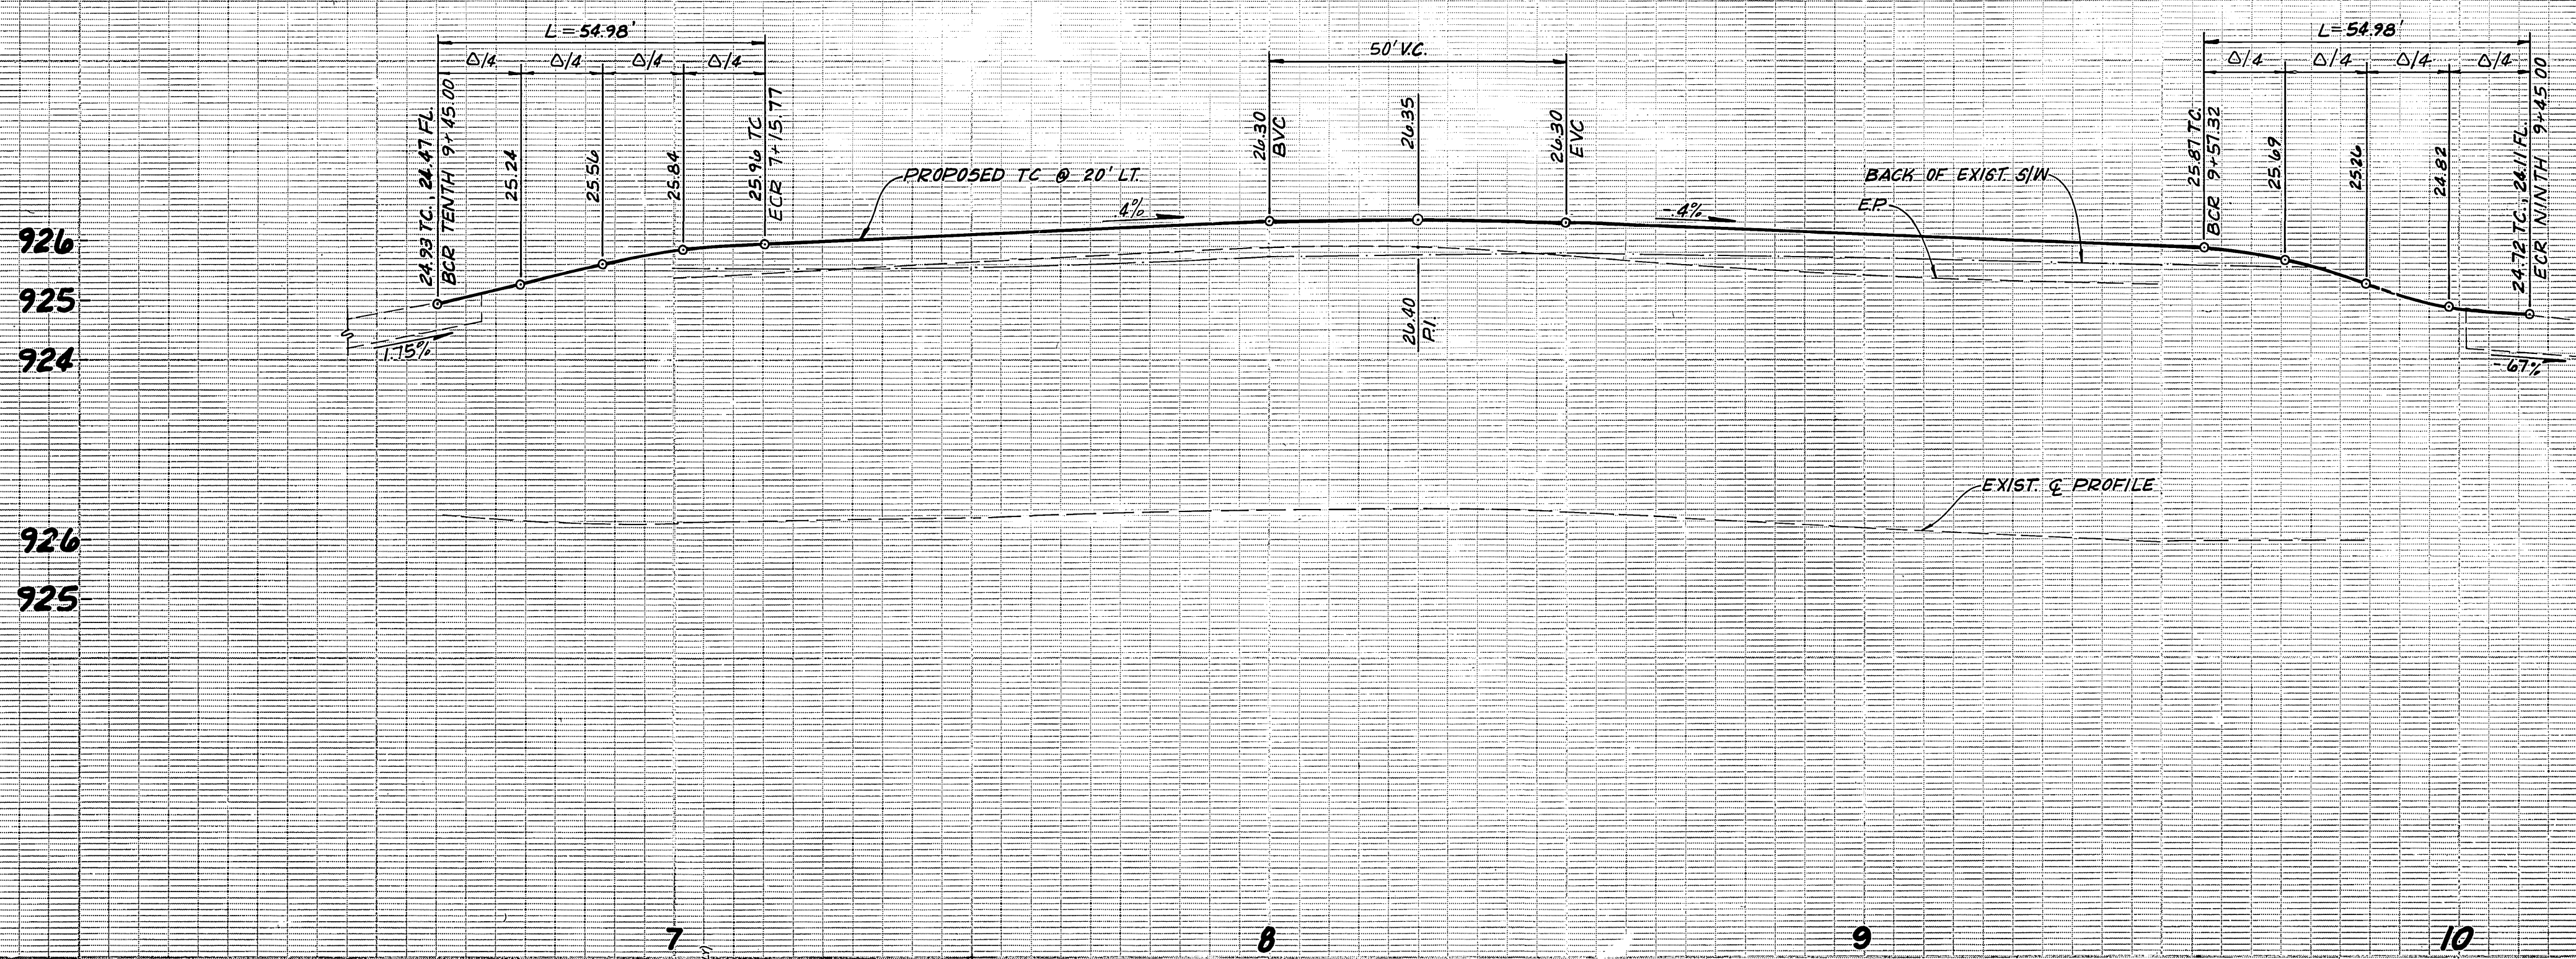 L = 54.98'
Δ/4 Δ/4 Δ/4 Δ/4
24.93 TC., 24.47 FL.
BCR TENTH 9+45.00
25.24
25.56
25.84
25.96 TC
ECR 7+15.77
PROPOSED TC @ 20' LT.
.4%
50' V.C.
26.30
BVC
26.35
26.30
EVC
26.40
P.I.
-.4%
BACK OF EXIST. S/W
E.P.
L = 54.98'
Δ/4 Δ/4 Δ/4 Δ/4
25.87 TC.
BCR 9+57.32
25.69
25.26
24.82
24.72 TC., 24.11 FL.
ECR NINTH 9+45.00
926
925
924
1.75%
-.67%
EXIST. ℄ PROFILE
926
925
7 8 9 10